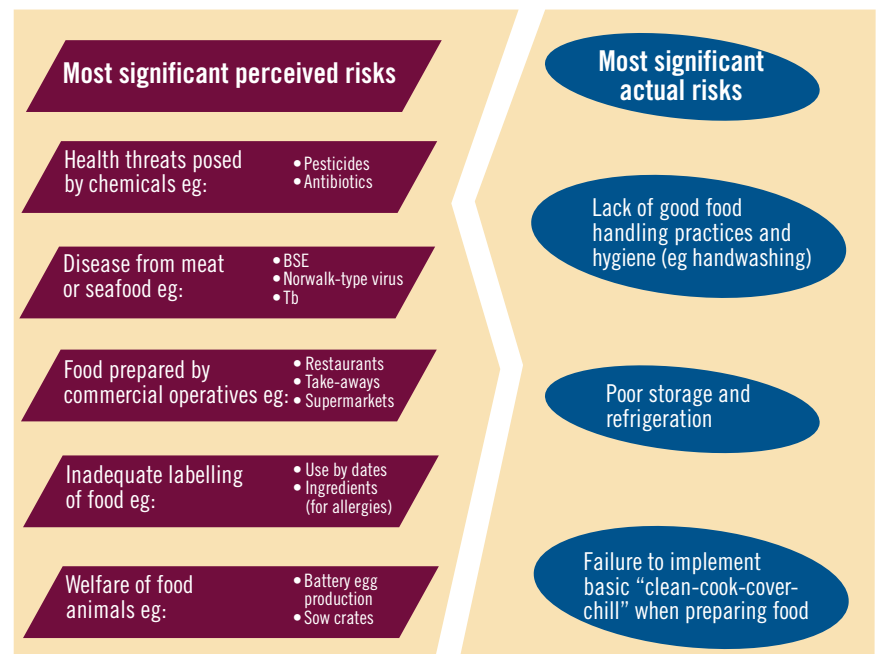 Most significant perceived risks
Health threats posed
by chemicals eg:
• Pesticides
• Antibiotics
Disease from meat
or seafood eg:
• BSE
• Norwalk-type virus
• Tb
Food prepared by
commercial operatives eg:
• Restaurants
• Take-aways
• Supermarkets
Inadequate labelling
of food eg:
• Use by dates
• Ingredients
(for allergies)
Welfare of food
animals eg:
• Battery egg
production
• Sow crates
Most significant
actual risks
Lack of good food
handling practices and
hygiene (eg handwashing)
Poor storage and
refrigeration
Failure to implement
basic “clean-cook-cover-
chill” when preparing food